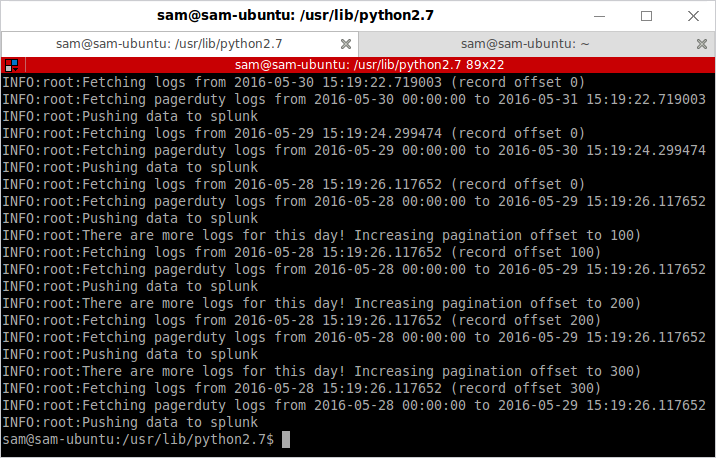 sam@sam-ubuntu: /usr/lib/python2.7
sam@sam-ubuntu: /usr/lib/python2.7
sam@sam-ubuntu: ~
sam@sam-ubuntu: /usr/lib/python2.7 89x22
INFO:root:Fetching logs from 2016-05-30 15:19:22.719003 (record offset 0)
INFO:root:Fetching pagerduty logs from 2016-05-30 00:00:00 to 2016-05-31 15:19:22.719003
INFO:root:Pushing data to splunk
INFO:root:Fetching logs from 2016-05-29 15:19:24.299474 (record offset 0)
INFO:root:Fetching pagerduty logs from 2016-05-29 00:00:00 to 2016-05-30 15:19:24.299474
INFO:root:Pushing data to splunk
INFO:root:Fetching logs from 2016-05-28 15:19:26.117652 (record offset 0)
INFO:root:Fetching pagerduty logs from 2016-05-28 00:00:00 to 2016-05-29 15:19:26.117652
INFO:root:Pushing data to splunk
INFO:root:There are more logs for this day! Increasing pagination offset to 100)
INFO:root:Fetching logs from 2016-05-28 15:19:26.117652 (record offset 100)
INFO:root:Fetching pagerduty logs from 2016-05-28 00:00:00 to 2016-05-29 15:19:26.117652
INFO:root:Pushing data to splunk
INFO:root:There are more logs for this day! Increasing pagination offset to 200)
INFO:root:Fetching logs from 2016-05-28 15:19:26.117652 (record offset 200)
INFO:root:Fetching pagerduty logs from 2016-05-28 00:00:00 to 2016-05-29 15:19:26.117652
INFO:root:Pushing data to splunk
INFO:root:There are more logs for this day! Increasing pagination offset to 300)
INFO:root:Fetching logs from 2016-05-28 15:19:26.117652 (record offset 300)
INFO:root:Fetching pagerduty logs from 2016-05-28 00:00:00 to 2016-05-29 15:19:26.117652
INFO:root:Pushing data to splunk
sam@sam-ubuntu:/usr/lib/python2.7$